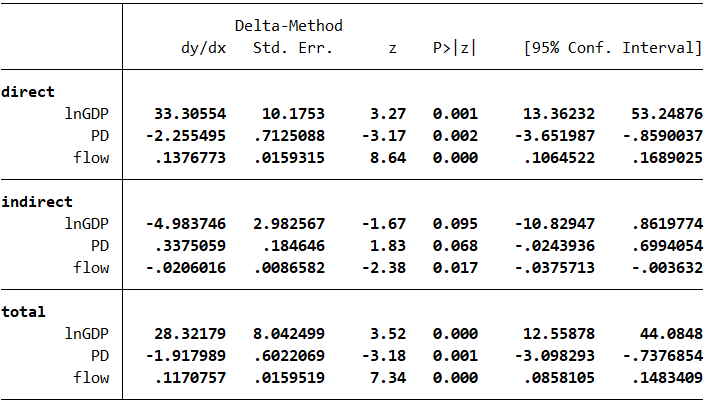 Delta-Method
dy/dx Std. Err. z P>|z| [95% Conf. Interval]
direct
lnGDP 33.30554 10.1753 3.27 0.001 13.36232 53.24876
PD -2.255495 .7125088 -3.17 0.002 -3.651987 -.8590037
flow .1376773 .0159315 8.64 0.000 .1064522 .1689025
indirect
lnGDP -4.983746 2.982567 -1.67 0.095 -10.82947 .8619774
PD .3375059 .184646 1.83 0.068 -.0243936 .6994054
flow -.0206016 .0086582 -2.38 0.017 -.0375713 -.003632
total
lnGDP 28.32179 8.042499 3.52 0.000 12.55878 44.0848
PD -1.917989 .6022069 -3.18 0.001 -3.098293 -.7376854
flow .1170757 .0159519 7.34 0.000 .0858105 .1483409